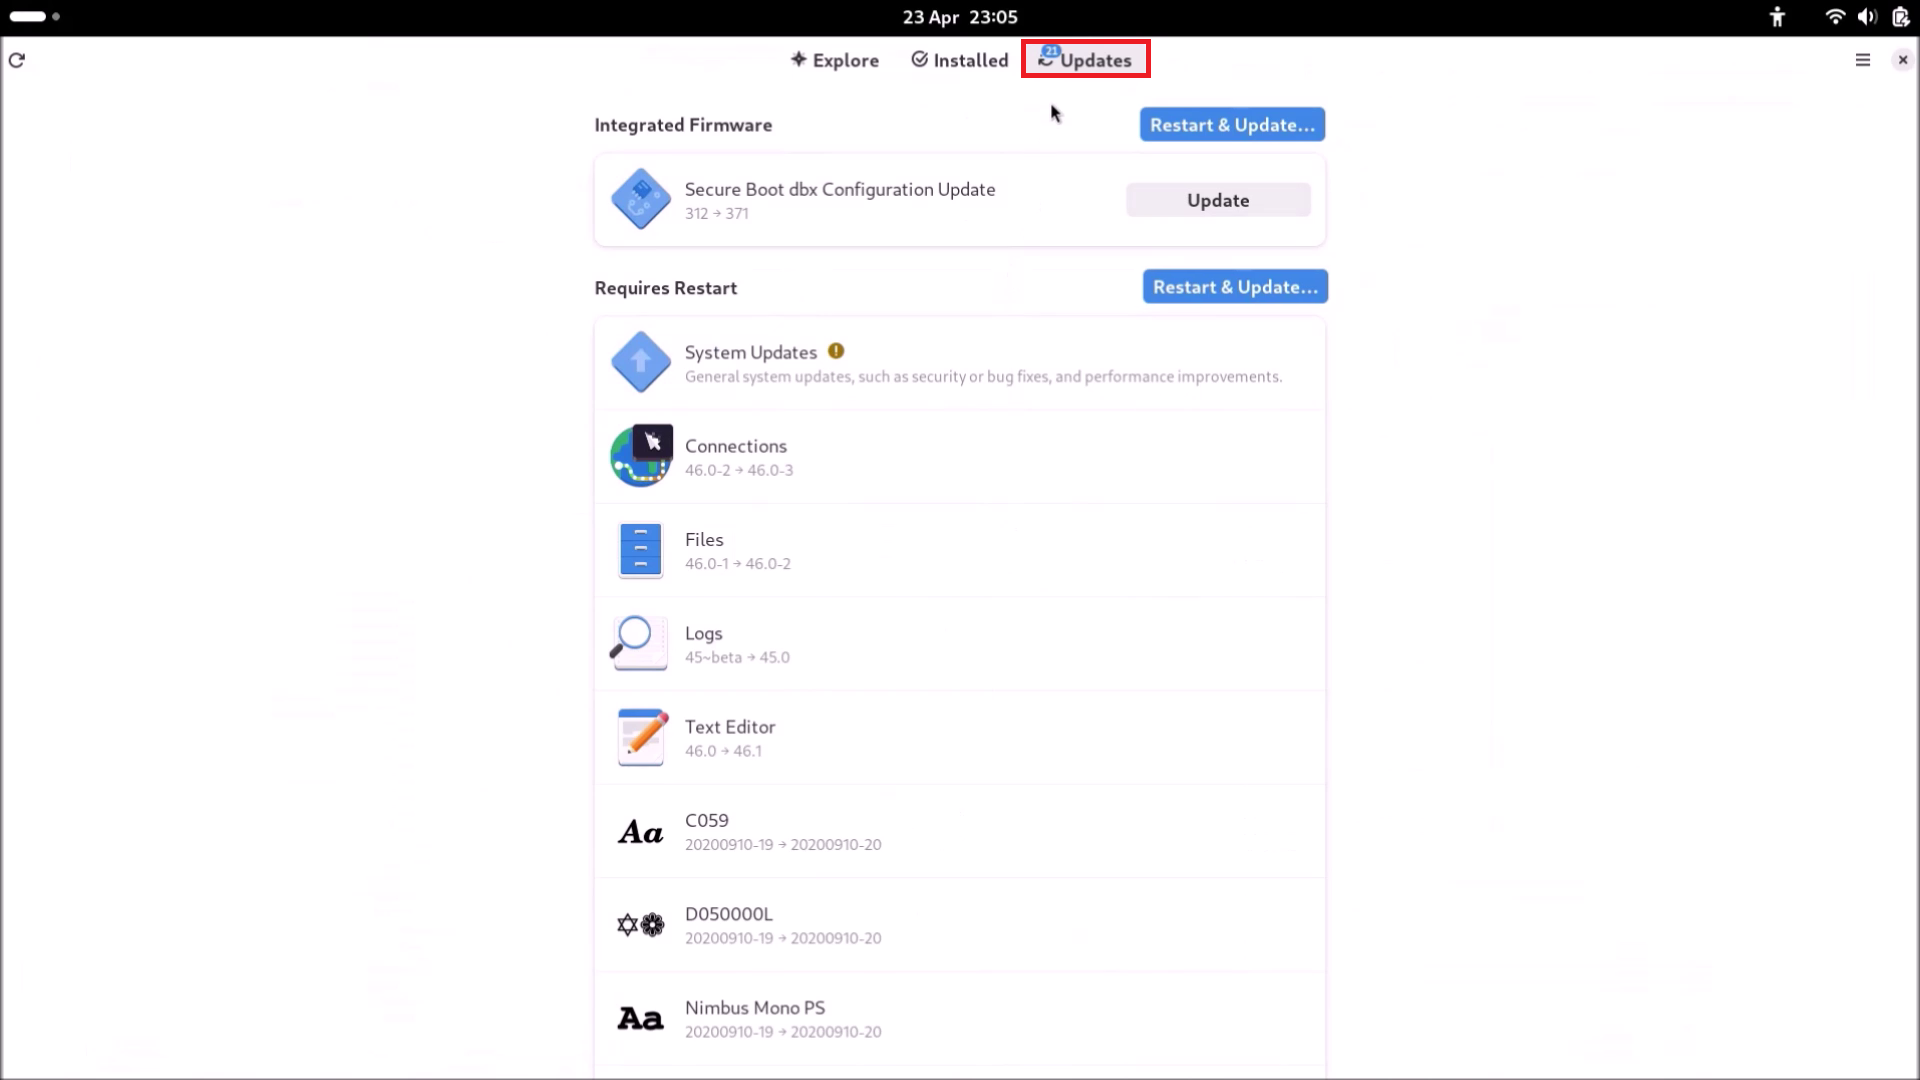 23 Apr 23:05
Explore
Installed
21
Updates
Integrated Firmware
Restart & Update...
Secure Boot dbx Configuration Update
312 → 371
Update
Requires Restart
Restart & Update...
System Updates
General system updates, such as security or bug fixes, and performance improvements.
Connections
46.0-2 → 46.0-3
Files
46.0-1 → 46.0-2
Logs
45~beta → 45.0
Text Editor
46.0 → 46.1
Aa
C059
20200910-19 → 20200910-20
D050000L
20200910-19 → 20200910-20
Aa
Nimbus Mono PS
20200910-19 → 20200910-20